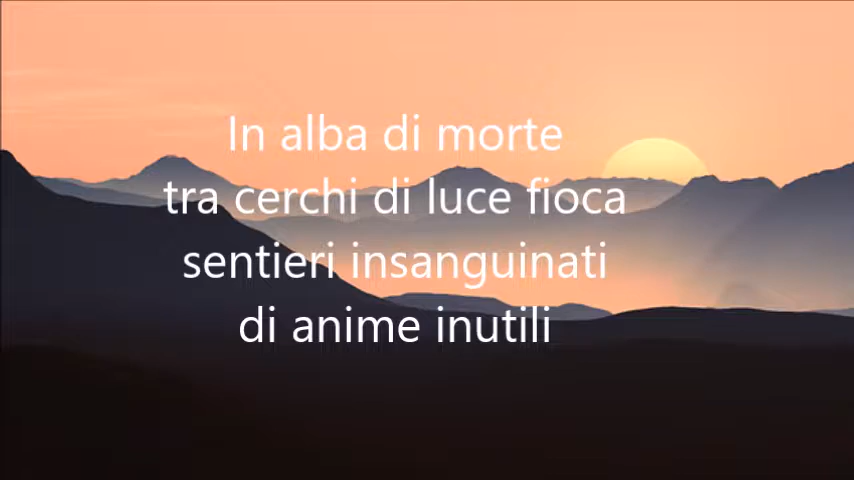 In alba di morte
tra cerchi di luce fioca
sentieri insanguinati
di anime inutili